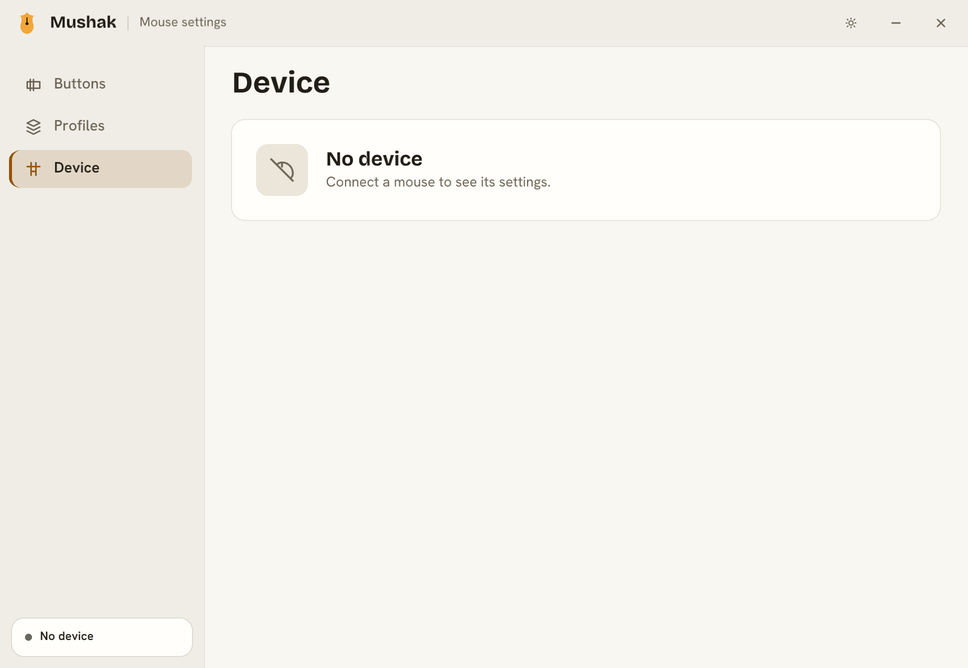 Mushak
Mouse settings
Buttons
Profiles
Device
Device
No device
Connect a mouse to see its settings.
No device